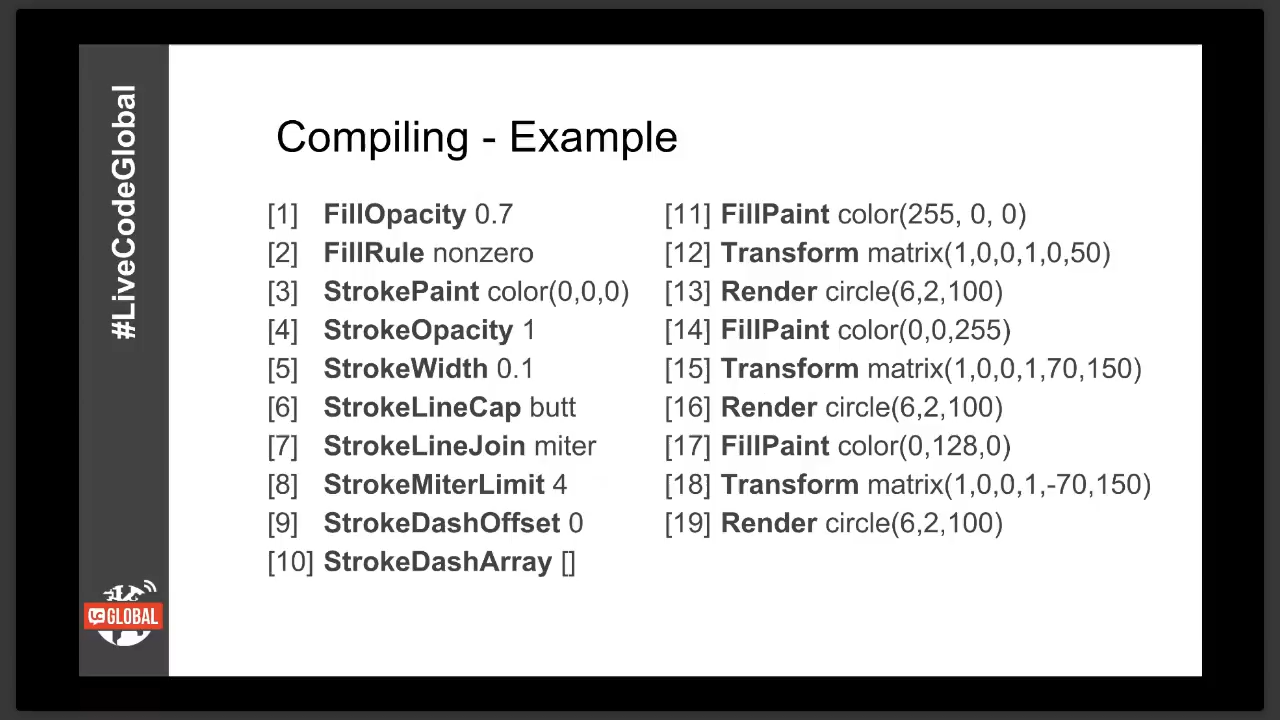 #LiveCodeGlobal
Compiling - Example
[1] FillOpacity 0.7
[2] FillRule nonzero
[3] StrokePaint color(0,0,0)
[4] StrokeOpacity 1
[5] StrokeWidth 0.1
[6] StrokeLineCap butt
[7] StrokeLineJoin miter
[8] StrokeMiterLimit 4
[9] StrokeDashOffset 0
[10] StrokeDashArray []
[11] FillPaint color(255, 0, 0)
[12] Transform matrix(1,0,0,1,0,50)
[13] Render circle(6,2,100)
[14] FillPaint color(0,0,255)
[15] Transform matrix(1,0,0,1,70,150)
[16] Render circle(6,2,100)
[17] FillPaint color(0,128,0)
[18] Transform matrix(1,0,0,1,-70,150)
[19] Render circle(6,2,100)
LC GLOBAL